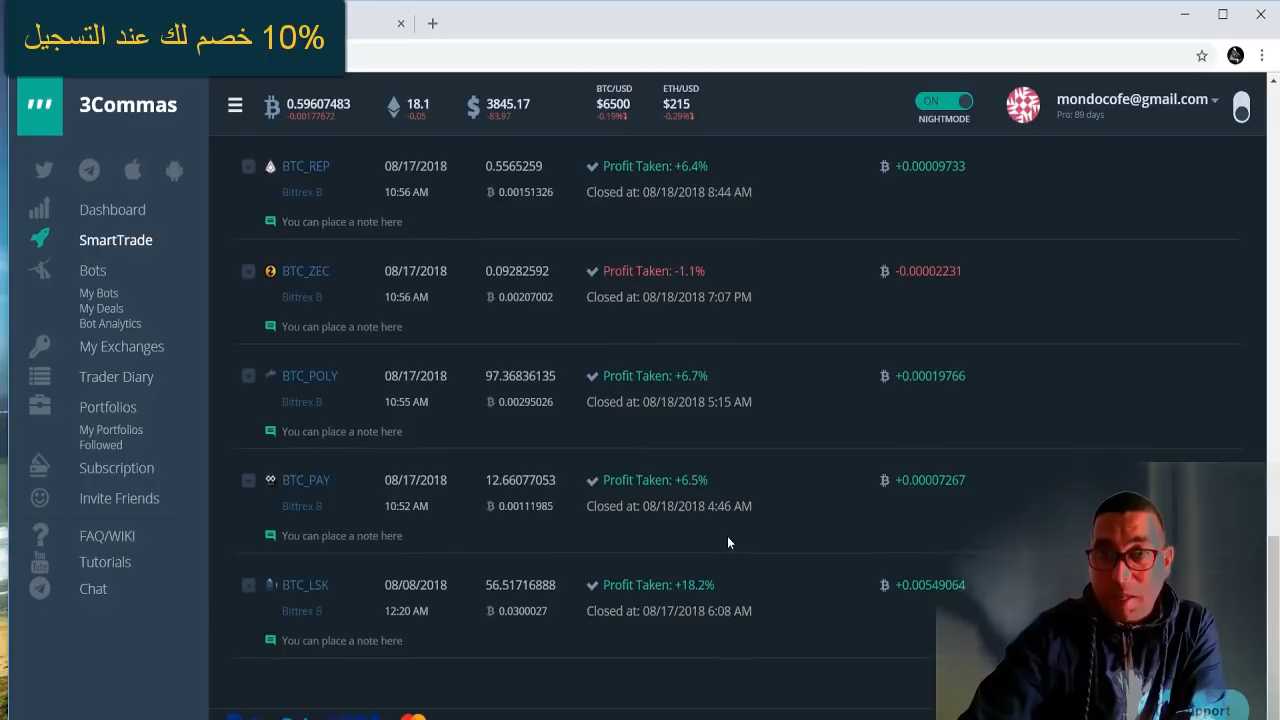 10% خصم لك عند التسجيل
3Commas
0.59607483
-0.00177672
18.1
-0.05
3845.17
-83.97
BTC/USD
$6500
-0.19%
ETH/USD
$215
-0.29%
ON
NIGHTMODE
mondocofe@gmail.com
Pro: 89 days
Dashboard
SmartTrade
Bots
My Bots
My Deals
Bot Analytics
My Exchanges
Trader Diary
Portfolios
My Portfolios
Followed
Subscription
Invite Friends
FAQ/WIKI
Tutorials
Chat
BTC_REP 08/17/2018 0.5565259 Profit Taken: +6.4% +0.00009733
Bittrex B 10:56 AM 0.00151326 Closed at: 08/18/2018 8:44 AM
You can place a note here
BTC_ZEC 08/17/2018 0.09282592 Profit Taken: -1.1% -0.00002231
Bittrex B 10:56 AM 0.00207002 Closed at: 08/18/2018 7:07 PM
You can place a note here
BTC_POLY 08/17/2018 97.36836135 Profit Taken: +6.7% +0.00019766
Bittrex B 10:55 AM 0.00295026 Closed at: 08/18/2018 5:15 AM
You can place a note here
BTC_PAY 08/17/2018 12.66077053 Profit Taken: +6.5% +0.00007267
Bittrex B 10:52 AM 0.00111985 Closed at: 08/18/2018 4:46 AM
You can place a note here
BTC_LSK 08/08/2018 56.51716888 Profit Taken: +18.2% +0.00549064
Bittrex B 12:20 AM 0.0300027 Closed at: 08/17/2018 6:08 AM
You can place a note here